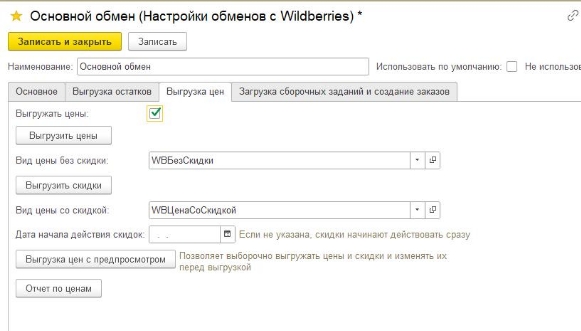 Основной обмен (Настройки обменов с Wildberries) *
Записать и закрыть Записать
Наименование: Основной обмен Использовать по умолчанию: Не использов
Основное Выгрузка остатков Выгрузка цен Загрузка сборочных заданий и создание заказов
Выгружать цены:
Выгрузить цены
Вид цены без скидки: WBБезСкидки
Выгрузить скидки
Вид цены со скидкой: WBЦенаСоСкидкой
Дата начала действия скидок: . . Если не указана, скидки начинают действовать сразу
Выгрузка цен с предпросмотром Позволяет выборочно выгружать цены и скидки и изменять их
перед выгрузкой
Отчет по ценам